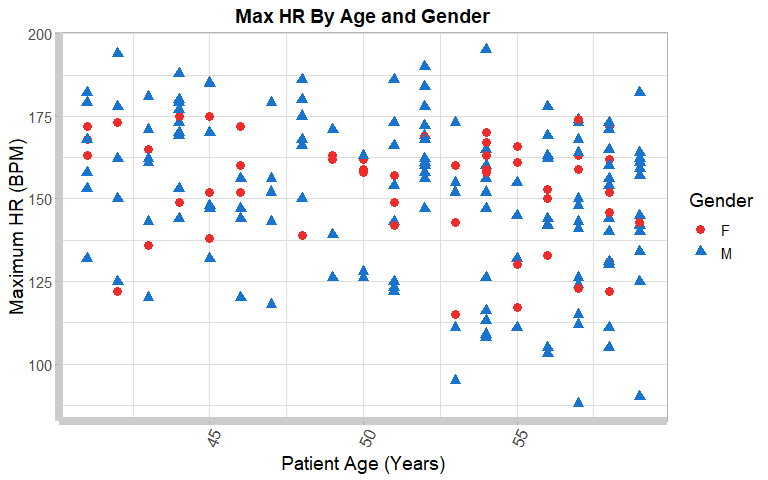 Max HR By Age and Gender
Maximum HR (BPM)
200
175
150
125
100
45
50
55
Patient Age (Years)
Gender
F
M